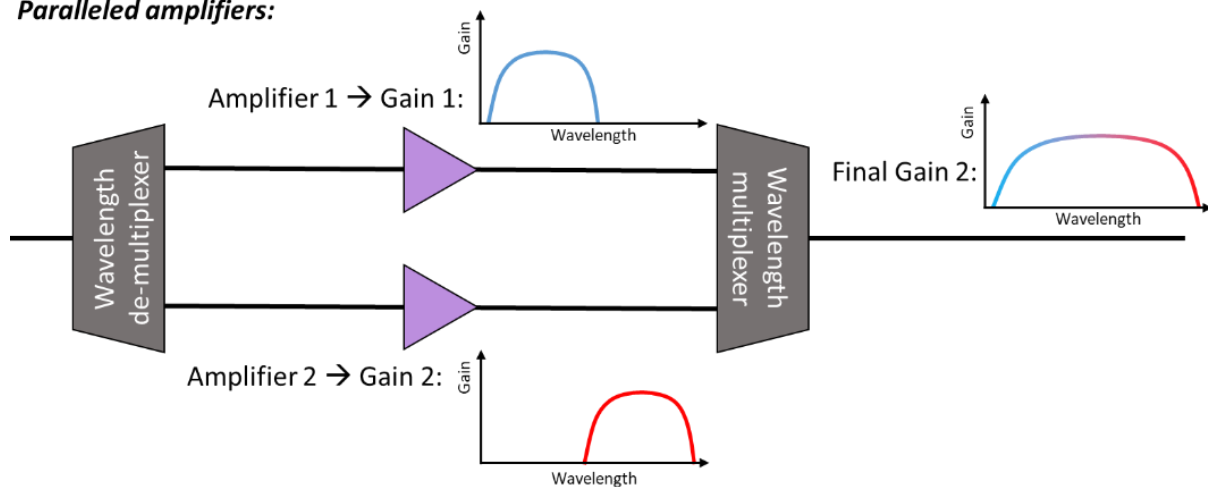 Paralleled amplifiers:
Gain
Amplifier 1 → Gain 1:
Wavelength
Wavelength
de-multiplexer
Wavelength
multiplexer
Gain
Final Gain 2:
Wavelength
Amplifier 2 → Gain 2:
Gain
Wavelength